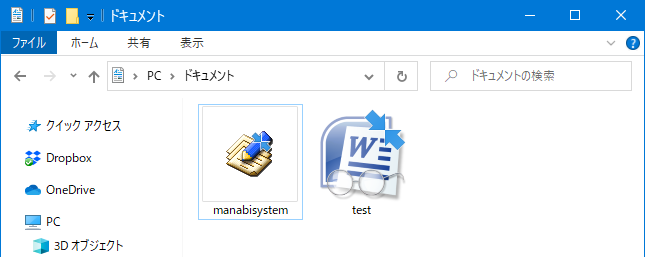 ドキュメント
ファイル ホーム 共有 表示
PC ドキュメント ドキュメントの検索
クイック アクセス
Dropbox
OneDrive
PC
3D オブジェクト
manabisystem test